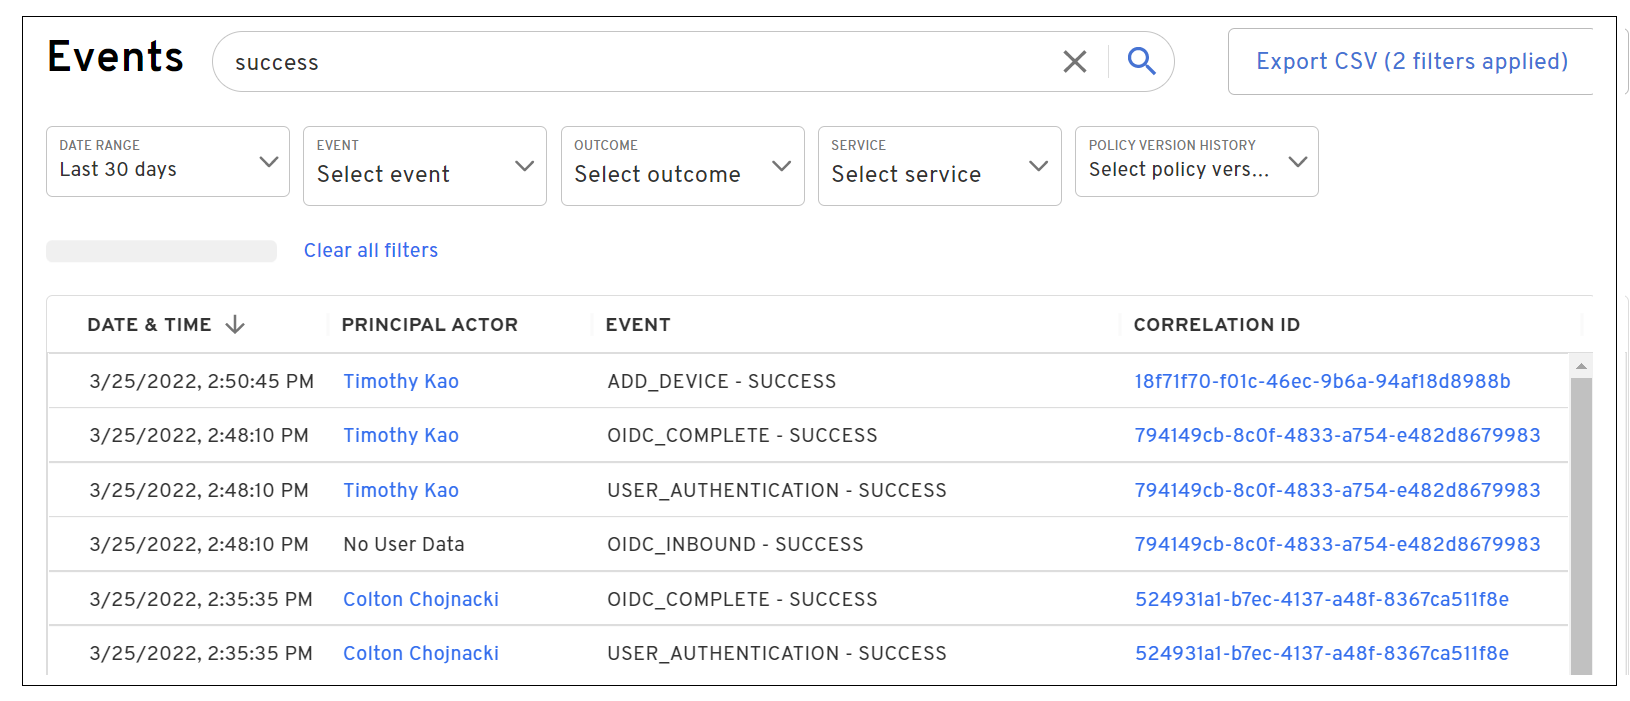 Events
success
Export CSV (2 filters applied)
DATE RANGE
Last 30 days
EVENT
Select event
OUTCOME
Select outcome
SERVICE
Select service
POLICY VERSION HISTORY
Select policy vers...
Clear all filters
DATE & TIME PRINCIPAL ACTOR EVENT CORRELATION ID
3/25/2022, 2:50:45 PM Timothy Kao ADD_DEVICE - SUCCESS 18f71f70-f01c-46ec-9b6a-94af18d8988b
3/25/2022, 2:48:10 PM Timothy Kao OIDC_COMPLETE - SUCCESS 794149cb-8c0f-4833-a754-e482d8679983
3/25/2022, 2:48:10 PM Timothy Kao USER_AUTHENTICATION - SUCCESS 794149cb-8c0f-4833-a754-e482d8679983
3/25/2022, 2:48:10 PM No User Data OIDC_INBOUND - SUCCESS 794149cb-8c0f-4833-a754-e482d8679983
3/25/2022, 2:35:35 PM Colton Chojnacki OIDC_COMPLETE - SUCCESS 524931a1-b7ec-4137-a48f-8367ca511f8e
3/25/2022, 2:35:35 PM Colton Chojnacki USER_AUTHENTICATION - SUCCESS 524931a1-b7ec-4137-a48f-8367ca511f8e